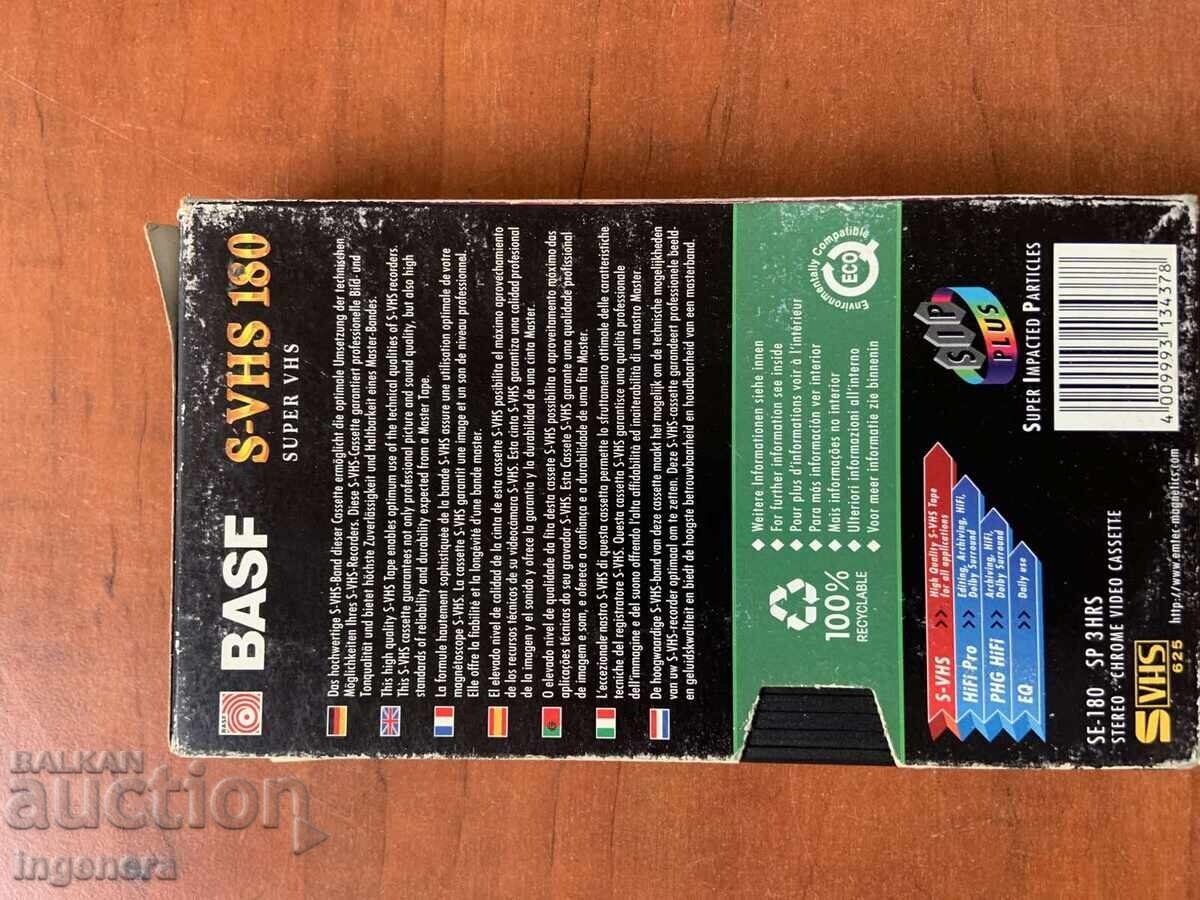 BASF
BASF S-VHS 180
SUPER VHS
Das hochwertige S-VHS-Band dieser Cassette ermöglicht die optimale Umsetzung der technischen
Möglichkeiten Ihres S-VHS-Recorders. Diese S-VHS-Cassette garantiert professionelle Bild- und
Tonqualität und bietet höchste Zuverlässigkeit und Haltbarkeit eines Master-Bandes.
This high quality S-VHS Tape enables optimum use of the technical qualities of S-VHS recorders.
This S-VHS cassette guarantees not only professional picture and sound quality, but also high
standards of reliability and durability expected from a Master Tape.
La formule hautement sophistiquée de la bande S-VHS assure une utilisation optimale de votre
magnétoscope S-VHS. La cassette S-VHS garantit une image et un son de niveau professionnel.
Elle offre la fiabilité et la longévité d'une bande master.
El elevado nivel de calidad de la cinta de esta cassette S-VHS posibilita el máximo aprovechamiento
de los recursos técnicos de su videocámara S-VHS. Esta cinta S-VHS garantiza una calidad profesional
de la imagen y el sonido y ofrece la garantía y la durabilidad de una cinta Master.
O elevado nivel de qualidade da fita desta cassete S-VHS possibilita o aproveitamento máximo das
aplicações técnicas do seu gravador S-VHS. Esta Cassete S-VHS garante uma qualidade profissional
de imagem e som, e oferece a confiança e a durabilidade de uma fita Master.
L'eccezionale nastro S-VHS di questa cassetta permette lo sfruttamento ottimale delle caratteristiche
tecniche del registratore S-VHS. Questa cassetta S-VHS garantisce una qualità professionale
dell'immagine e del suono offrendo l'alta affidabilità ed inalterabilità di un nastro Master.
De hoogwaardige S-VHS-band van deze cassette maakt het mogelijk om de technische mogelijkheden
van uw S-VHS-recorder optimaal om te zetten. Deze S-VHS-cassette garandeert professionele beeld-
en geluidskwaliteit en biedt de hoogste betrouwbaarheid en houdbaarheid van een masterband.
100%
RECYCLABLE
Weitere Informationen siehe innen
For further information see inside
Pour plus d'informations voir à l'intérieur
Para más información ver interior
Mais informações no interior
Ulteriori informazioni all'interno
Voor meer informatie zie binnenin
Environmentally Compatible
ECO
S-VHS >> High Quality S-VHS Tape
for all applications
HiFi Pro >> Editing, Archiving, HiFi,
Dolby Surround
PHG HiFi >> Archiving, HiFi,
Dolby Surround
EQ >> Daily use
SIP
PLUS
SUPER IMPACTED PARTICLES
SE-180 SP 3 HRS
STEREO - CHROME VIDEO CASSETTE
S VHS
625
http://www.emtec-magnetics.com
4 009993 134378
BALKAN
auction
ingenera